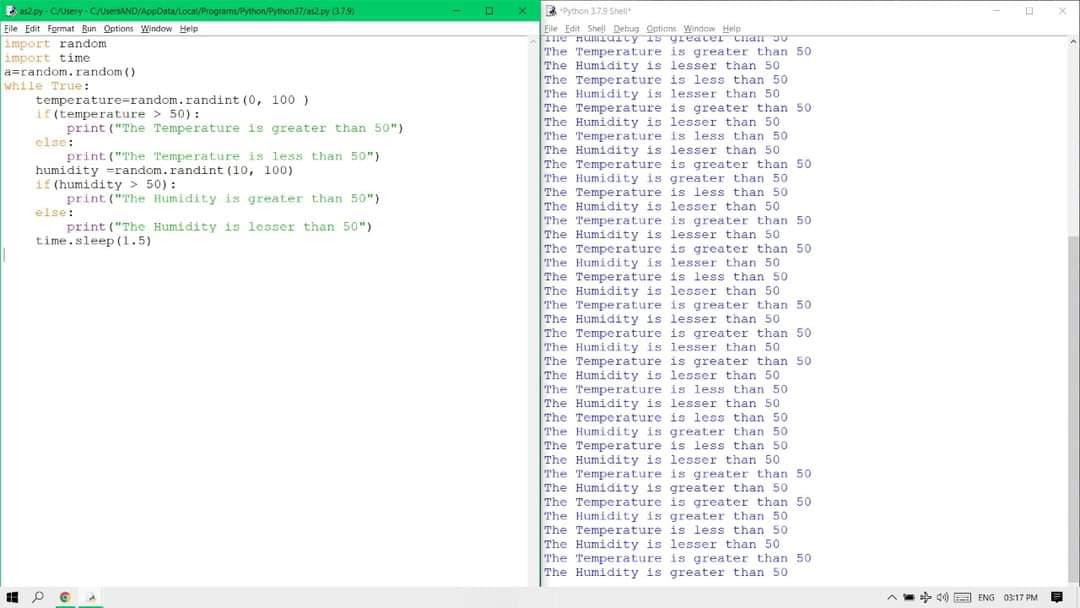 as2.py - C:/Usery - C:/UsersAND/AppData/Local/Programs/Python/Python37/as2.py (3.7.9)
File Edit Format Run Options Window Help
import random
import time
a=random.random()
while True:
    temperature=random.randint(0, 100 )
    if(temperature > 50):
        print("The Temperature is greater than 50")
    else:
        print("The Temperature is less than 50")
    humidity =random.randint(10, 100)
    if(humidity > 50):
        print("The Humidity is greater than 50")
    else:
        print("The Humidity is lesser than 50")
    time.sleep(1.5)
*Python 3.7.9 Shell*
File Edit Shell Debug Options Window Help
The Humidity is greater than 50
The Temperature is greater than 50
The Humidity is lesser than 50
The Temperature is less than 50
The Humidity is lesser than 50
The Temperature is greater than 50
The Humidity is lesser than 50
The Temperature is less than 50
The Humidity is lesser than 50
The Temperature is greater than 50
The Humidity is greater than 50
The Temperature is less than 50
The Humidity is lesser than 50
The Temperature is greater than 50
The Humidity is lesser than 50
The Temperature is greater than 50
The Humidity is lesser than 50
The Temperature is less than 50
The Humidity is lesser than 50
The Temperature is greater than 50
The Humidity is lesser than 50
The Temperature is greater than 50
The Humidity is lesser than 50
The Temperature is greater than 50
The Humidity is lesser than 50
The Temperature is less than 50
The Humidity is lesser than 50
The Temperature is less than 50
The Humidity is greater than 50
The Temperature is less than 50
The Humidity is lesser than 50
The Temperature is greater than 50
The Humidity is greater than 50
The Temperature is greater than 50
The Humidity is greater than 50
The Temperature is less than 50
The Humidity is lesser than 50
The Temperature is greater than 50
The Humidity is greater than 50
ENG 03:17 PM